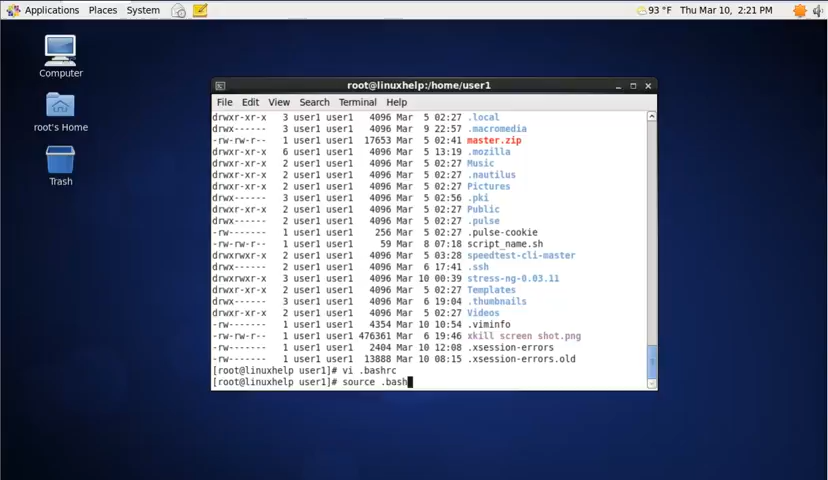 Applications Places System 93 °F Thu Mar 10, 2:21 PM
Computer
root's Home
Trash
root@linuxhelp:/home/user1
File Edit View Search Terminal Help
drwxr-xr-x 3 user1 user1 4096 Mar 5 02:27 .local
drwx------ 3 user1 user1 4096 Mar 9 22:57 .macromedia
-rw-rw-r-- 1 user1 user1 17653 Mar 5 02:41 master.zip
drwxr-xr-x 6 user1 user1 4096 Mar 5 13:19 .mozilla
drwxr-xr-x 2 user1 user1 4096 Mar 5 02:27 Music
drwxr-xr-x 2 user1 user1 4096 Mar 5 02:27 .nautilus
drwxr-xr-x 2 user1 user1 4096 Mar 5 02:27 Pictures
drwx------ 3 user1 user1 4096 Mar 5 02:56 .pki
drwxr-xr-x 2 user1 user1 4096 Mar 5 02:27 Public
drwx------ 2 user1 user1 4096 Mar 5 02:27 .pulse
-rw------- 1 user1 user1 256 Mar 5 02:27 .pulse-cookie
-rw-rw-r-- 1 user1 user1 59 Mar 8 07:18 script_name.sh
drwxrwxr-x 2 user1 user1 4096 Mar 5 03:28 speedtest-cli-master
drwx------ 2 user1 user1 4096 Mar 6 17:41 .ssh
drwxrwxr-x 3 user1 user1 4096 Mar 10 00:39 stress-ng-0.03.11
drwxr-xr-x 2 user1 user1 4096 Mar 5 02:27 Templates
drwx------ 3 user1 user1 4096 Mar 6 19:04 .thumbnails
drwxr-xr-x 2 user1 user1 4096 Mar 5 02:27 Videos
-rw------- 1 user1 user1 4354 Mar 10 10:54 .viminfo
-rw-rw-r-- 1 user1 user1 476361 Mar 6 19:46 xkill screen shot.png
-rw------- 1 user1 user1 2404 Mar 10 12:08 .xsession-errors
-rw------- 1 user1 user1 13888 Mar 10 08:15 .xsession-errors.old
[root@linuxhelp user1]# vi .bashrc
[root@linuxhelp user1]# source .bash